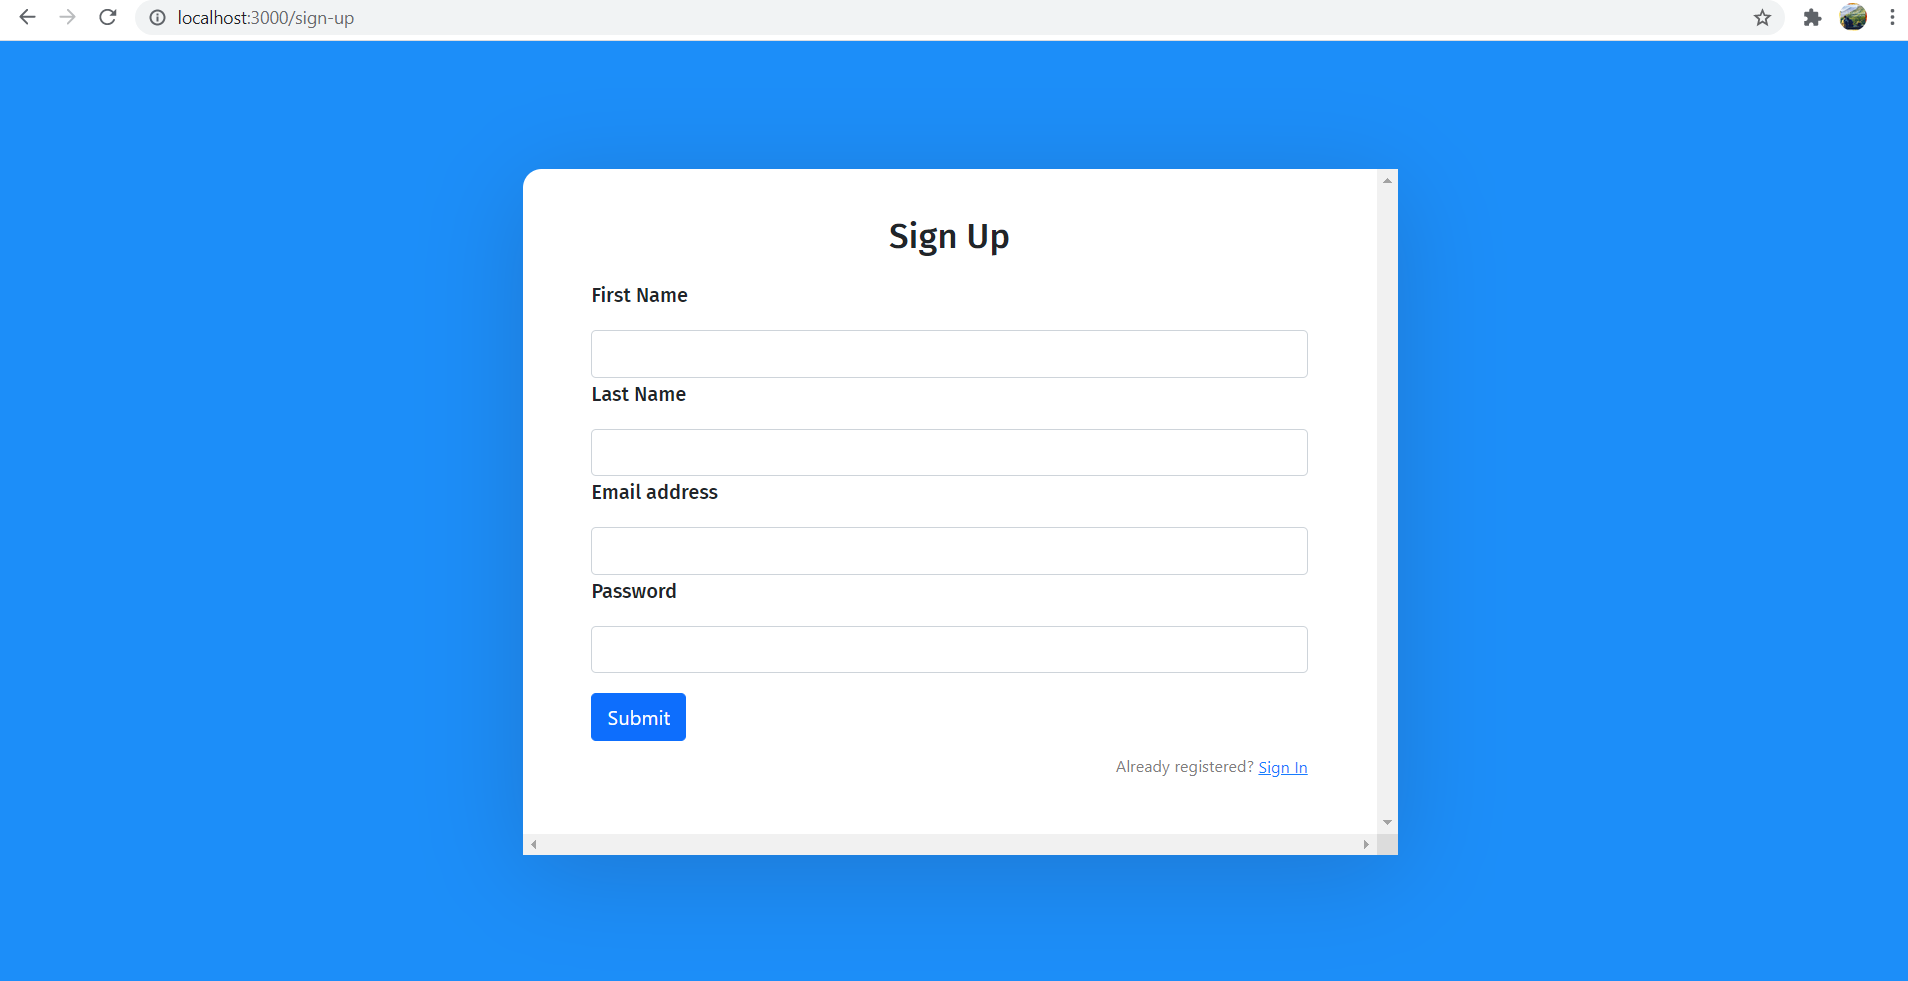 localhost:3000/sign-up
Sign Up
First Name
Last Name
Email address
Password
Submit
Already registered? Sign In